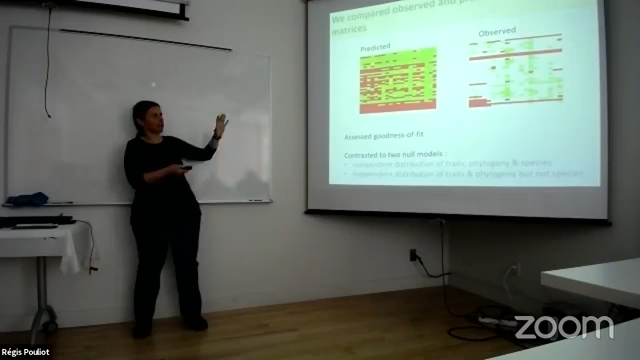 We compared observed and
matrices
Predicted
Observed
Assessed goodness-of-fit
Contrasted to two null models :
• independent distribution of traits, phylogeny & species
• independent distribution of traits & phylogeny but not species
Régis Pouliot
zoom